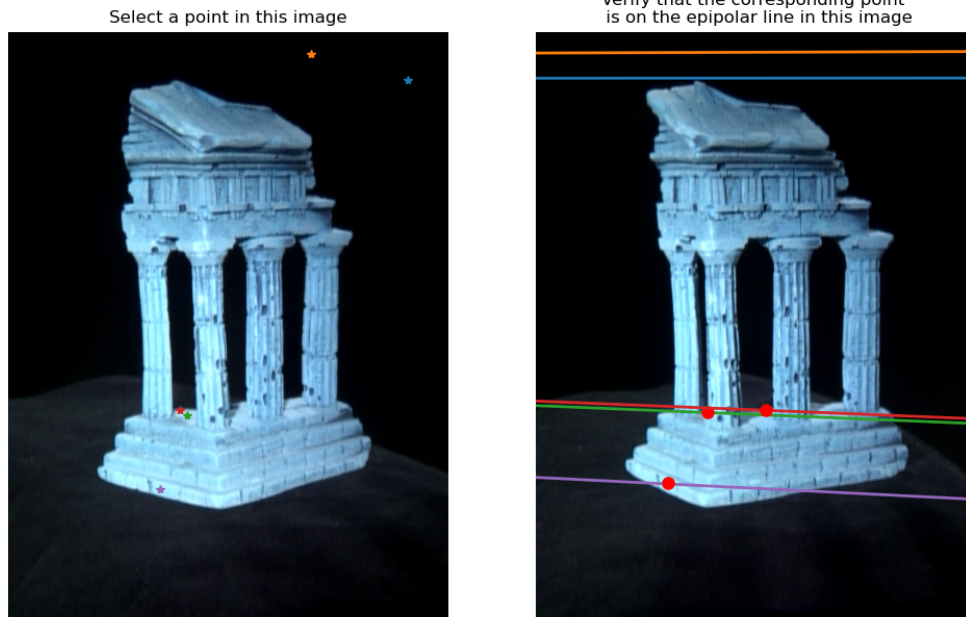 Select a point in this image
Verify that the corresponding point
is on the epipolar line in this image